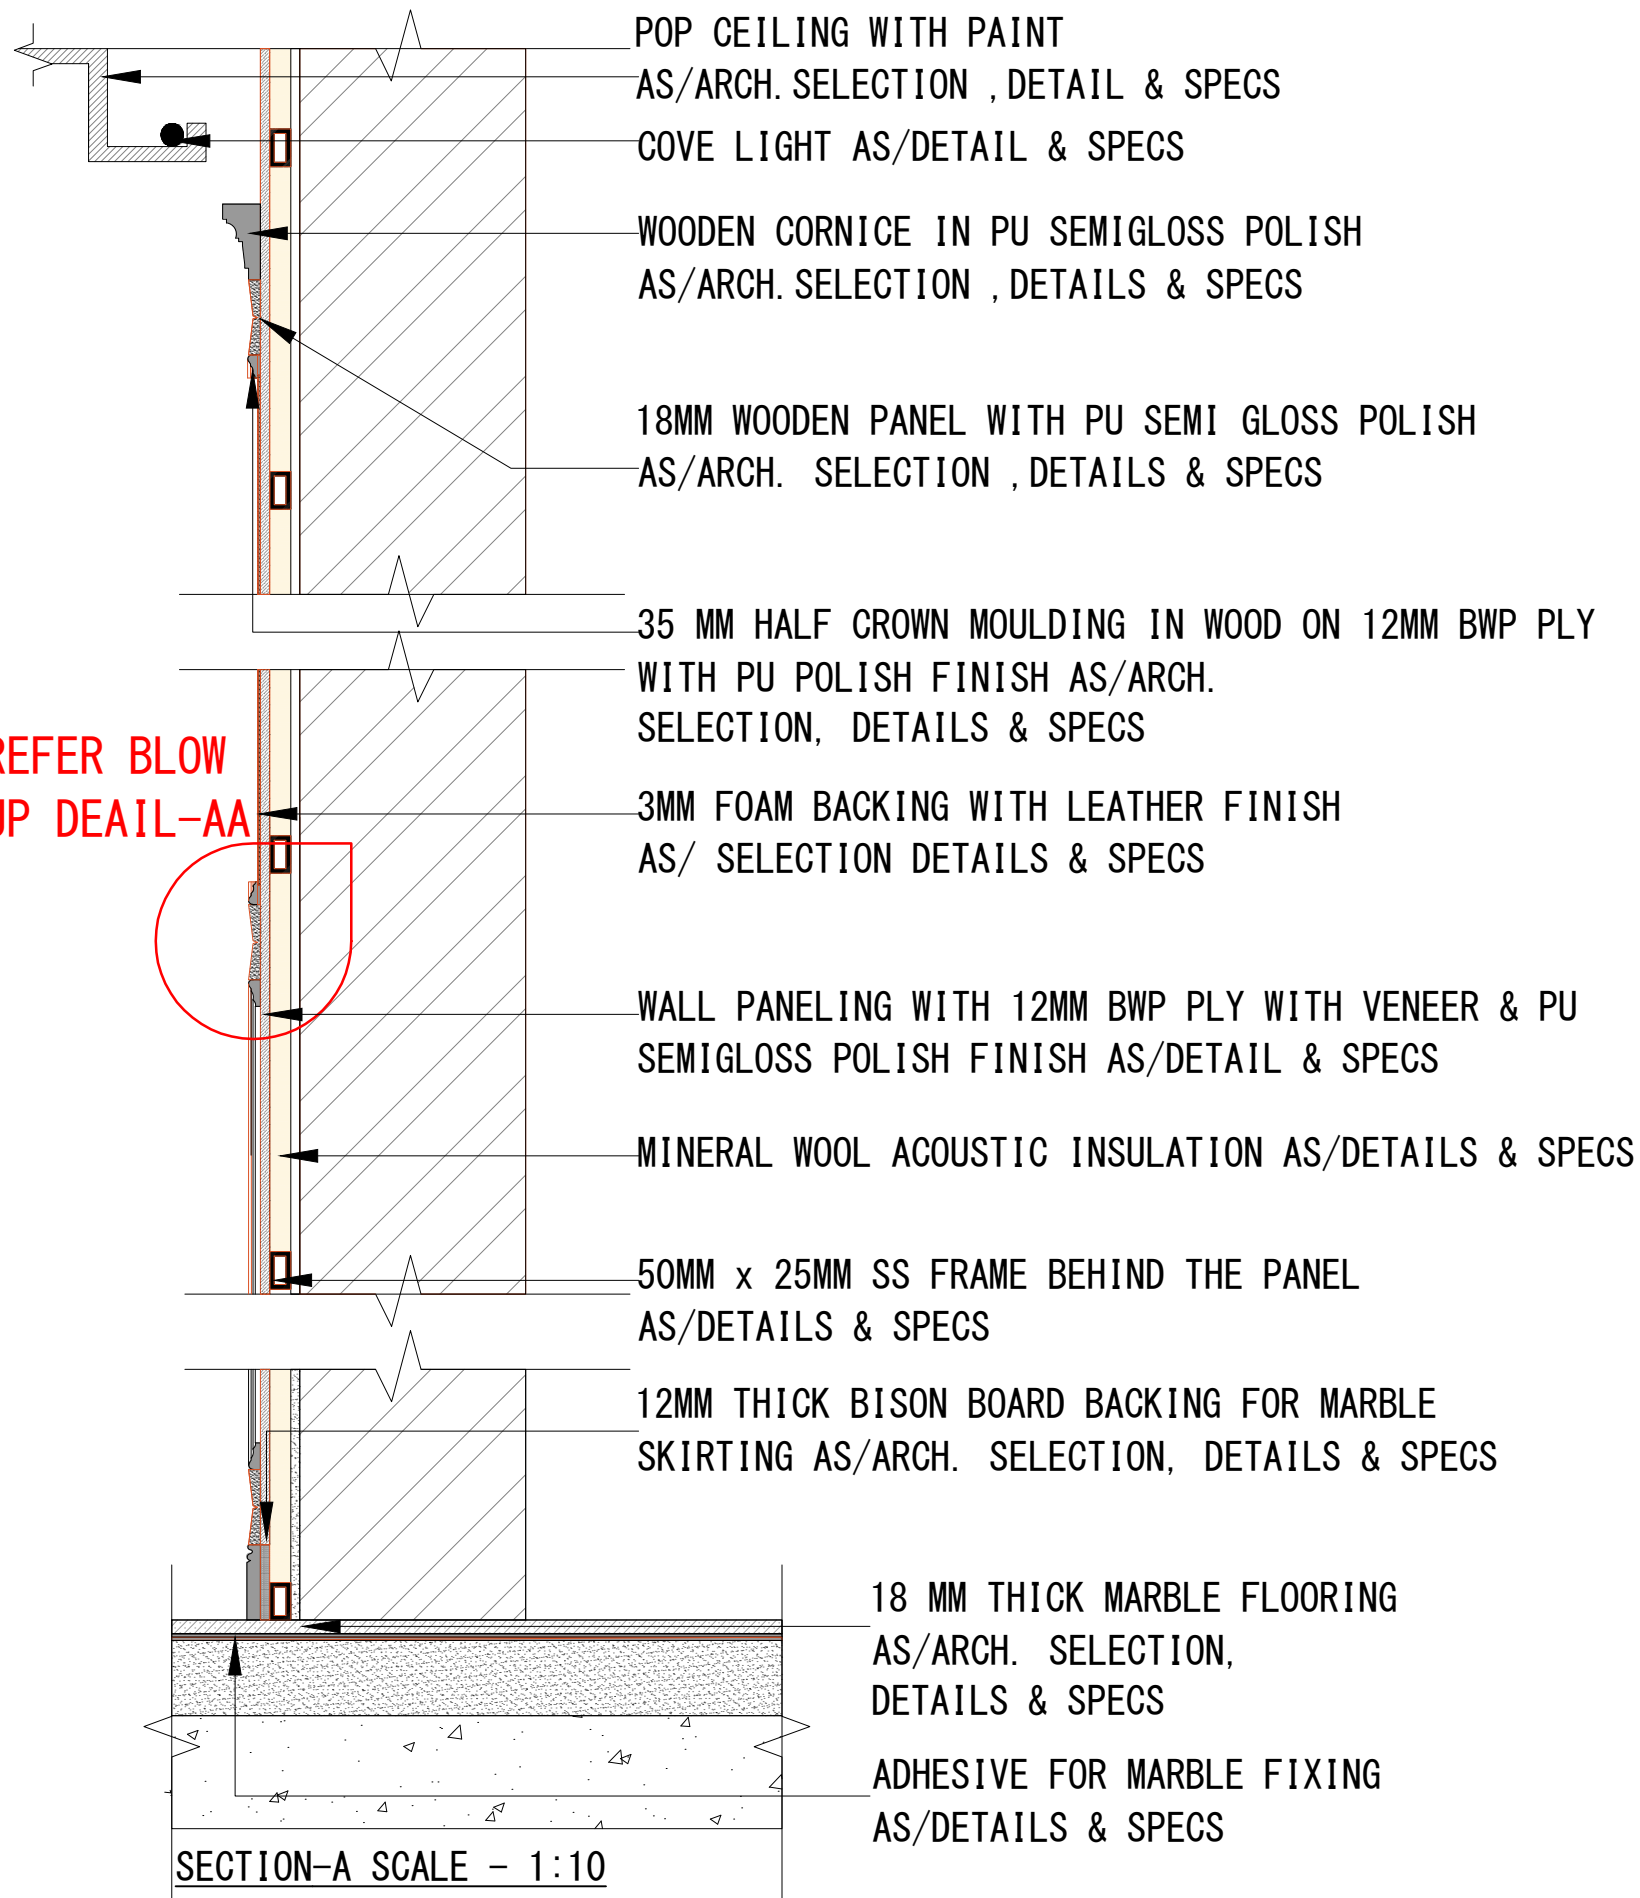 POP CEILING WITH PAINT
AS/ARCH. SELECTION , DETAIL & SPECS
COVE LIGHT AS/DETAIL & SPECS
WOODEN CORNICE IN PU SEMIGLOSS POLISH
AS/ARCH. SELECTION , DETAILS & SPECS
18MM WOODEN PANEL WITH PU SEMI GLOSS POLISH
AS/ARCH. SELECTION , DETAILS & SPECS
35 MM HALF CROWN MOULDING IN WOOD ON 12MM BWP PLY
WITH PU POLISH FINISH AS/ARCH.
SELECTION, DETAILS & SPECS
REFER BLOW
UP DEAIL-AA
3MM FOAM BACKING WITH LEATHER FINISH
AS/ SELECTION DETAILS & SPECS
WALL PANELING WITH 12MM BWP PLY WITH VENEER & PU
SEMIGLOSS POLISH FINISH AS/DETAIL & SPECS
MINERAL WOOL ACOUSTIC INSULATION AS/DETAILS & SPECS
50MM x 25MM SS FRAME BEHIND THE PANEL
AS/DETAILS & SPECS
12MM THICK BISON BOARD BACKING FOR MARBLE
SKIRTING AS/ARCH. SELECTION, DETAILS & SPECS
18 MM THICK MARBLE FLOORING
AS/ARCH. SELECTION,
DETAILS & SPECS
ADHESIVE FOR MARBLE FIXING
AS/DETAILS & SPECS
SECTION-A SCALE - 1:10